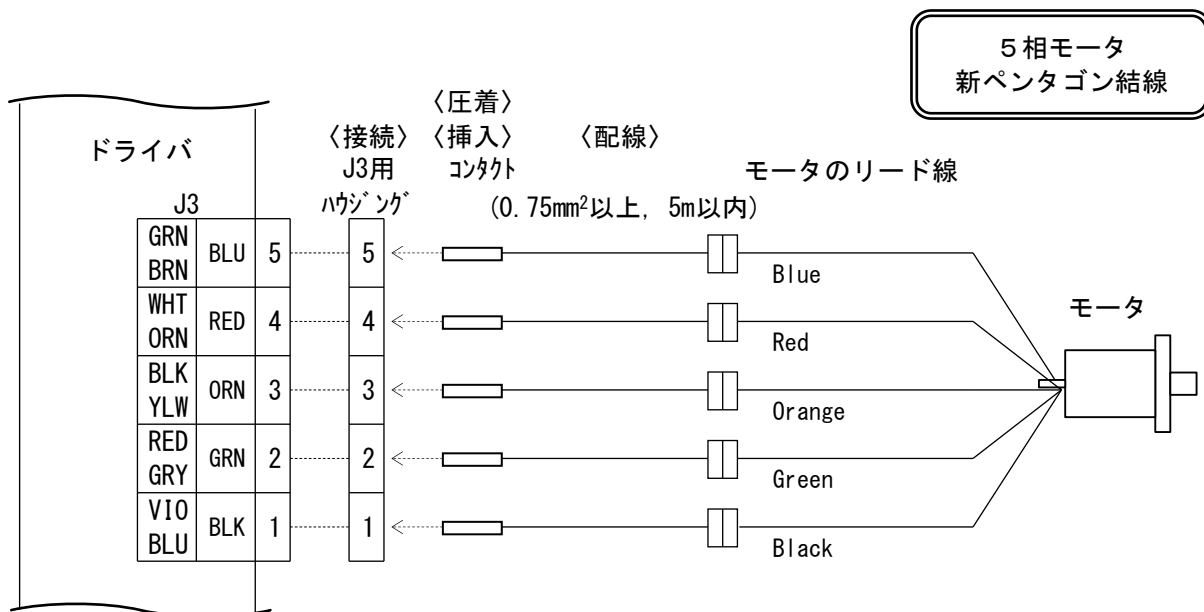 5相モータ
新ペンタゴン結線
ドライバ
〈接続〉
J3用
ﾊｳｼﾞﾝｸﾞ
〈圧着〉
〈挿入〉
ｺﾝﾀｸﾄ
〈配線〉
(0.75mm²以上, 5m以内)
モータのリード線
モータ
J3
GRN
BRN
BLU
5
5
Blue
WHT
ORN
RED
4
4
Red
BLK
YLW
ORN
3
3
Orange
RED
GRY
GRN
2
2
Green
VIO
BLU
BLK
1
1
Black